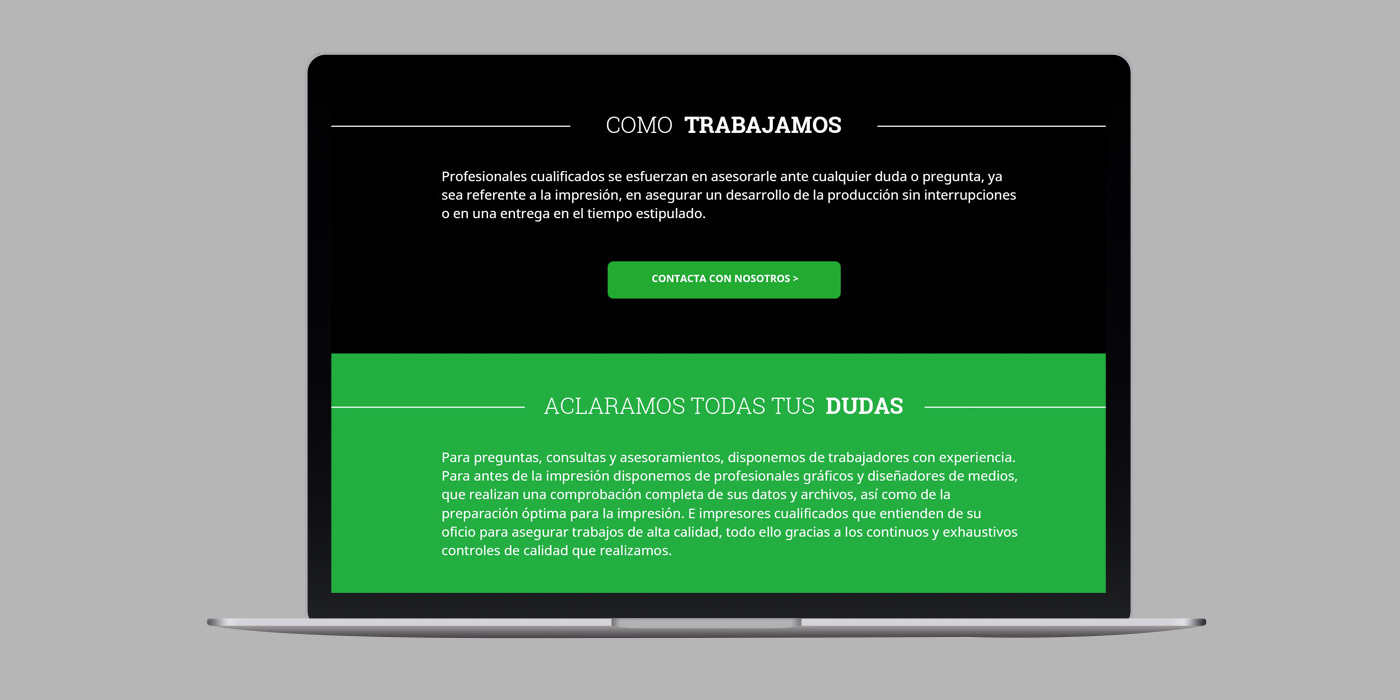 COMO TRABAJAMOS
Profesionales cualificados se esfuerzan en asesorarle ante cualquier duda o pregunta, ya
sea referente a la impresión, en asegurar un desarrollo de la producción sin interrupciones
o en una entrega en el tiempo estipulado.
CONTACTA CON NOSOTROS >
ACLARAMOS TODAS TUS DUDAS
Para preguntas, consultas y asesoramientos, disponemos de trabajadores con experiencia.
Para antes de la impresión disponemos de profesionales gráficos y diseñadores de medios,
que realizan una comprobación completa de sus datos y archivos, así como de la
preparación óptima para la impresión. E impresores cualificados que entienden de su
oficio para asegurar trabajos de alta calidad, todo ello gracias a los continuos y exhaustivos
controles de calidad que realizamos.